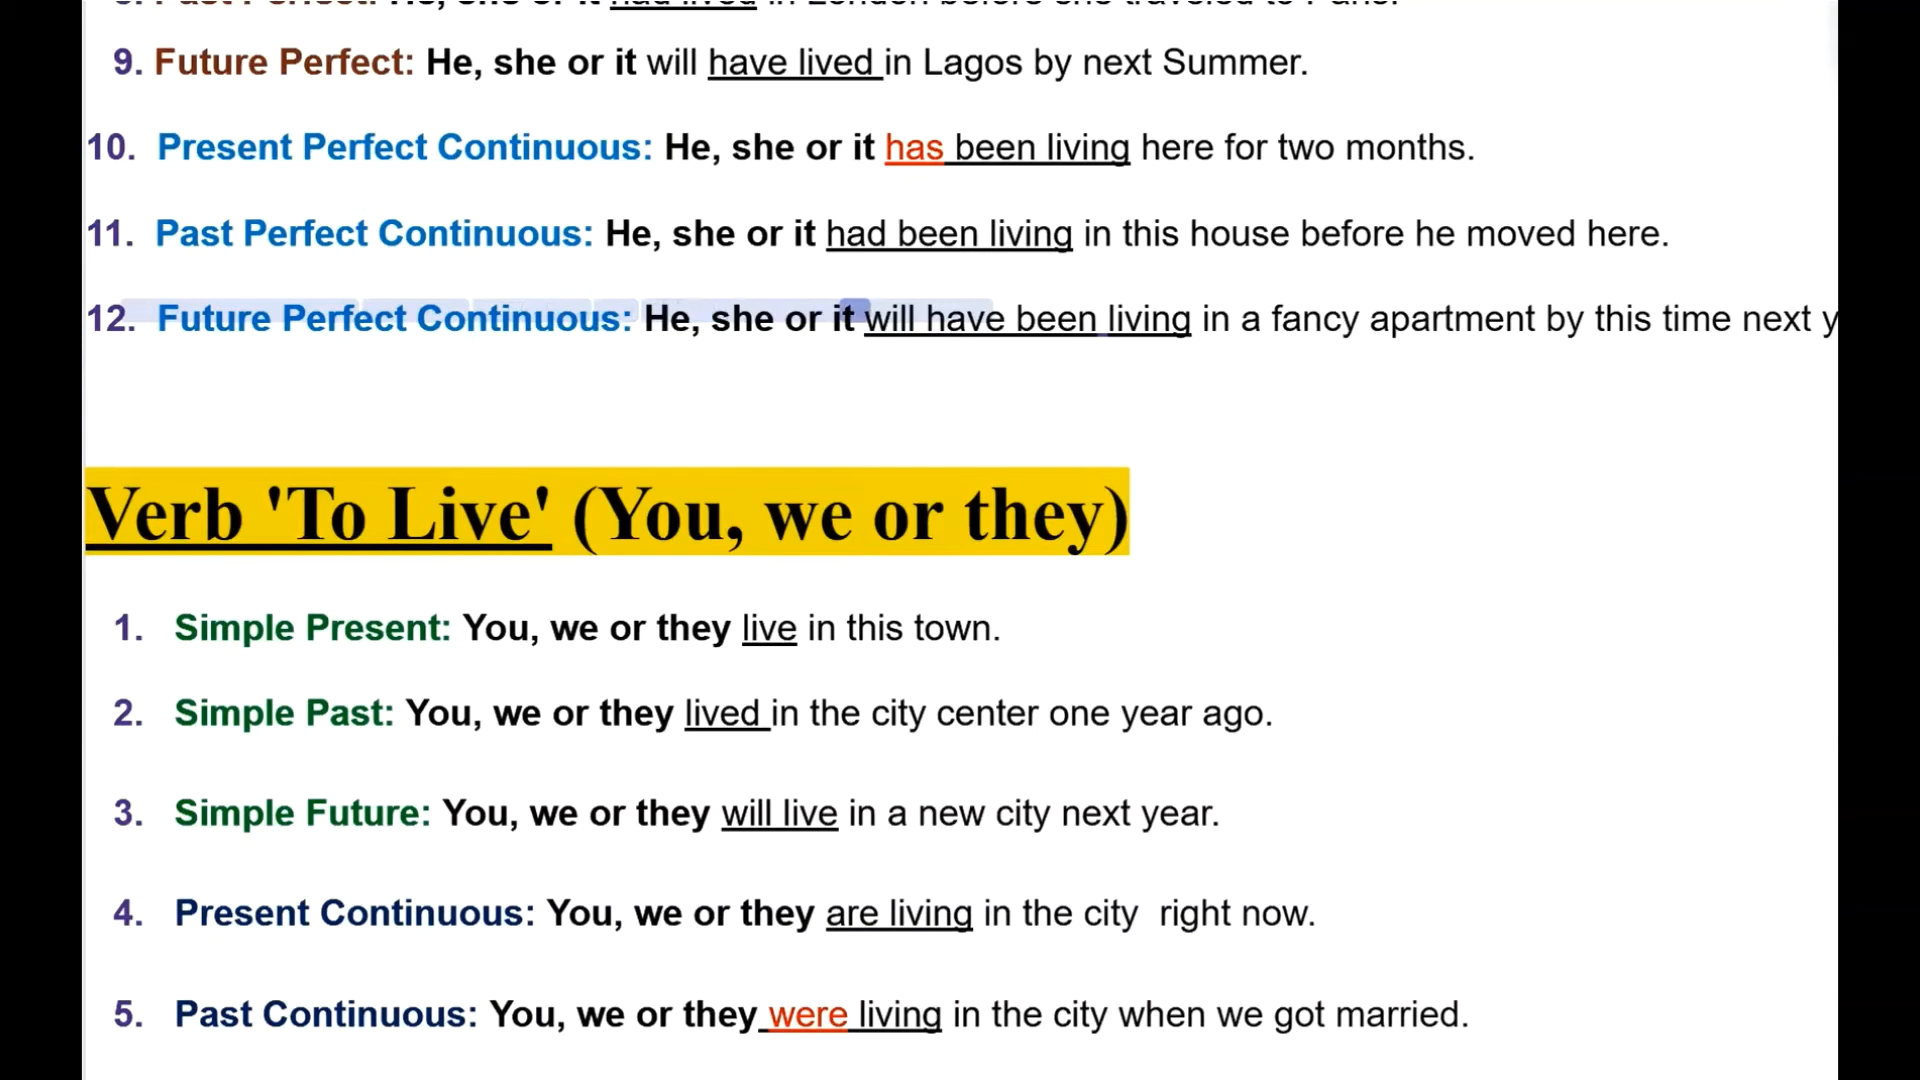 9. Future Perfect: He, she or it will have lived in Lagos by next Summer.
10. Present Perfect Continuous: He, she or it has been living here for two months.
11. Past Perfect Continuous: He, she or it had been living in this house before he moved here.
12. Future Perfect Continuous: He, she or it will have been living in a fancy apartment by this time next
Verb 'To Live' (You, we or they)
1. Simple Present: You, we or they live in this town.
2. Simple Past: You, we or they lived in the city center one year ago.
3. Simple Future: You, we or they will live in a new city next year.
4. Present Continuous: You, we or they are living in the city  right now.
5. Past Continuous: You, we or they were living in the city when we got married.